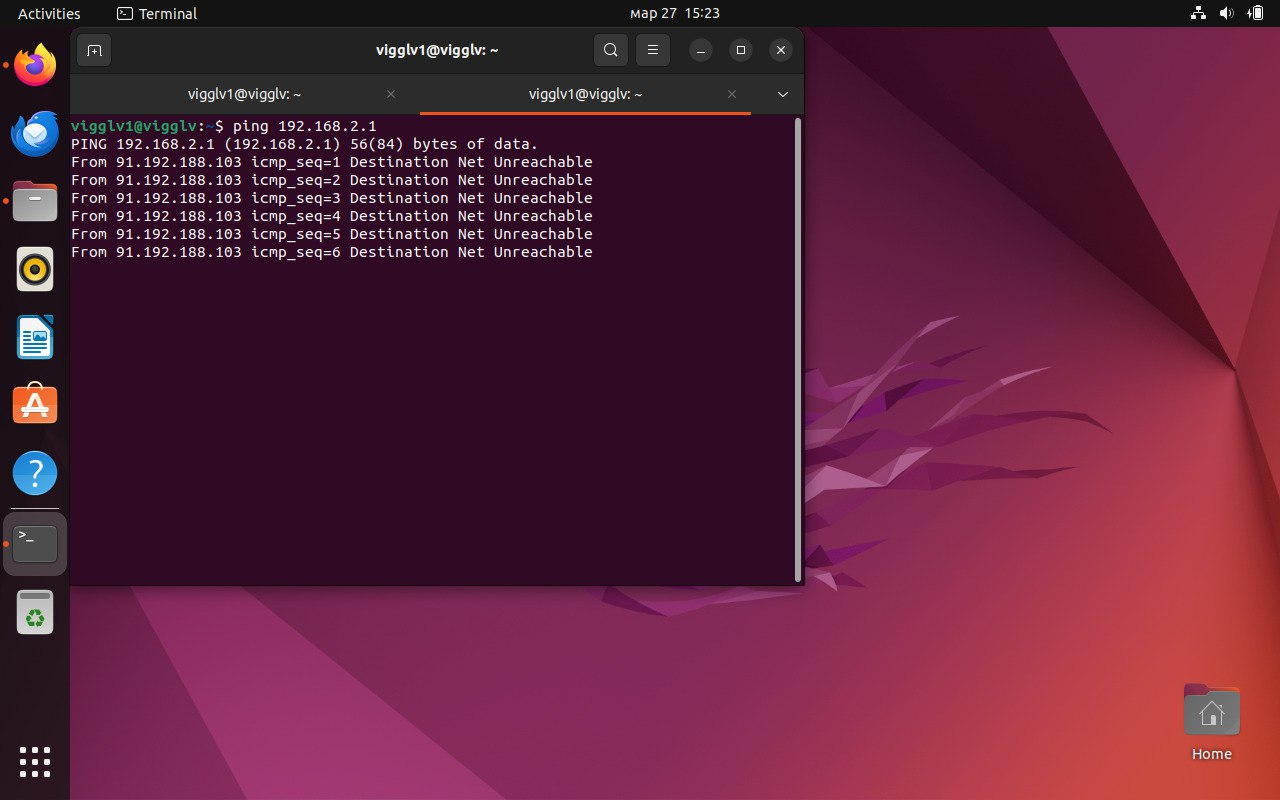 Activities
Terminal
мар 27 15:23
vigglv1@vigglv: ~
vigglv1@vigglv: ~
vigglv1@vigglv: ~
vigglv1@vigglv:~$ ping 192.168.2.1
PING 192.168.2.1 (192.168.2.1) 56(84) bytes of data.
From 91.192.188.103 icmp_seq=1 Destination Net Unreachable
From 91.192.188.103 icmp_seq=2 Destination Net Unreachable
From 91.192.188.103 icmp_seq=3 Destination Net Unreachable
From 91.192.188.103 icmp_seq=4 Destination Net Unreachable
From 91.192.188.103 icmp_seq=5 Destination Net Unreachable
From 91.192.188.103 icmp_seq=6 Destination Net Unreachable
Home